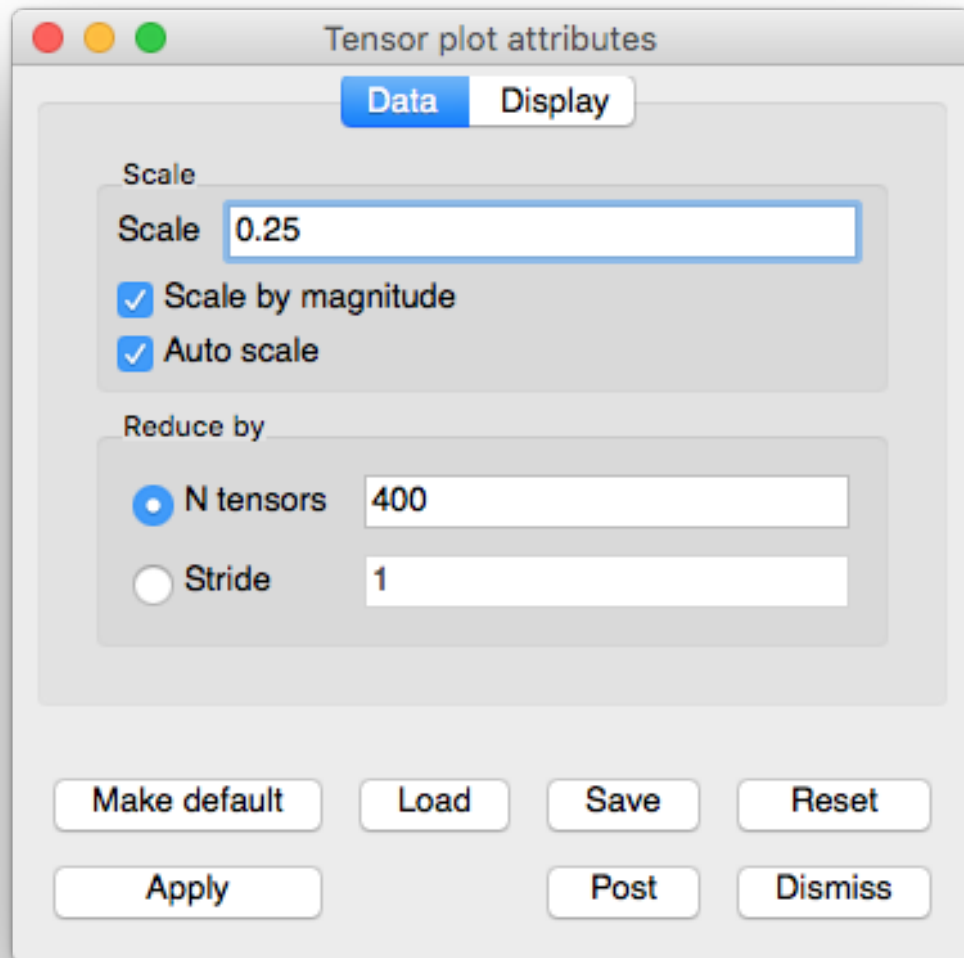 Tensor plot attributes
Data Display
Scale
Scale 0.25
Scale by magnitude
Auto scale
Reduce by
N tensors 400
Stride 1
Make default Load Save Reset
Apply Post Dismiss